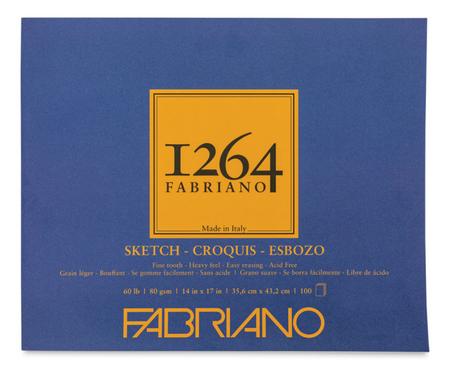 1264
FABRIANO
Made in Italy
SKETCH - CROQUIS - ESBOZO
Fine tooth - Heavy feel - Easy erasing - Acid Free
Grain léger - Bouffant - Se gomme facilement - Sans acide | Grano suave - Se borra fácilmente - Libre de ácido
60 lb | 80 gsm | 14 in x 17 in | 35,6 cm x 43,2 cm | 100
FABRIANO